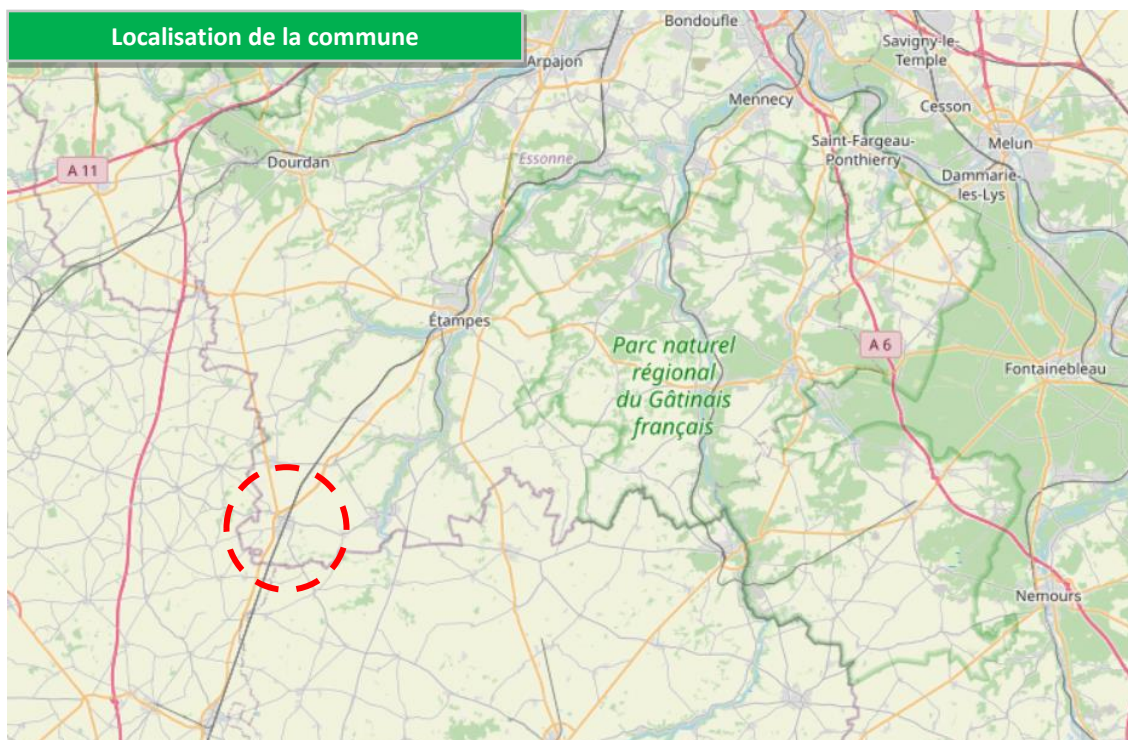 Localisation de la commune
Bondoufle
Savigny-le-
Temple
Arpajon
Mennecy
Cesson
Saint-Fargeau-
Ponthierry
Melun
Essonne
Dourdan
A 11
Dammarie-
les-Lys
Étampes
Parc naturel
régional
du Gâtinais
français
A 6
Fontainebleau
Nemours